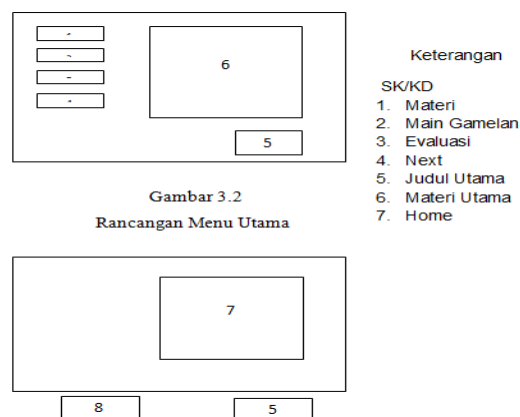 6
5
Gambar 3.2
Rancangan Menu Utama
Keterangan
SK/KD
1. Materi
2. Main Gamelan
3. Evaluasi
4. Next
5. Judul Utama
6. Materi Utama
7. Home
7
8
5